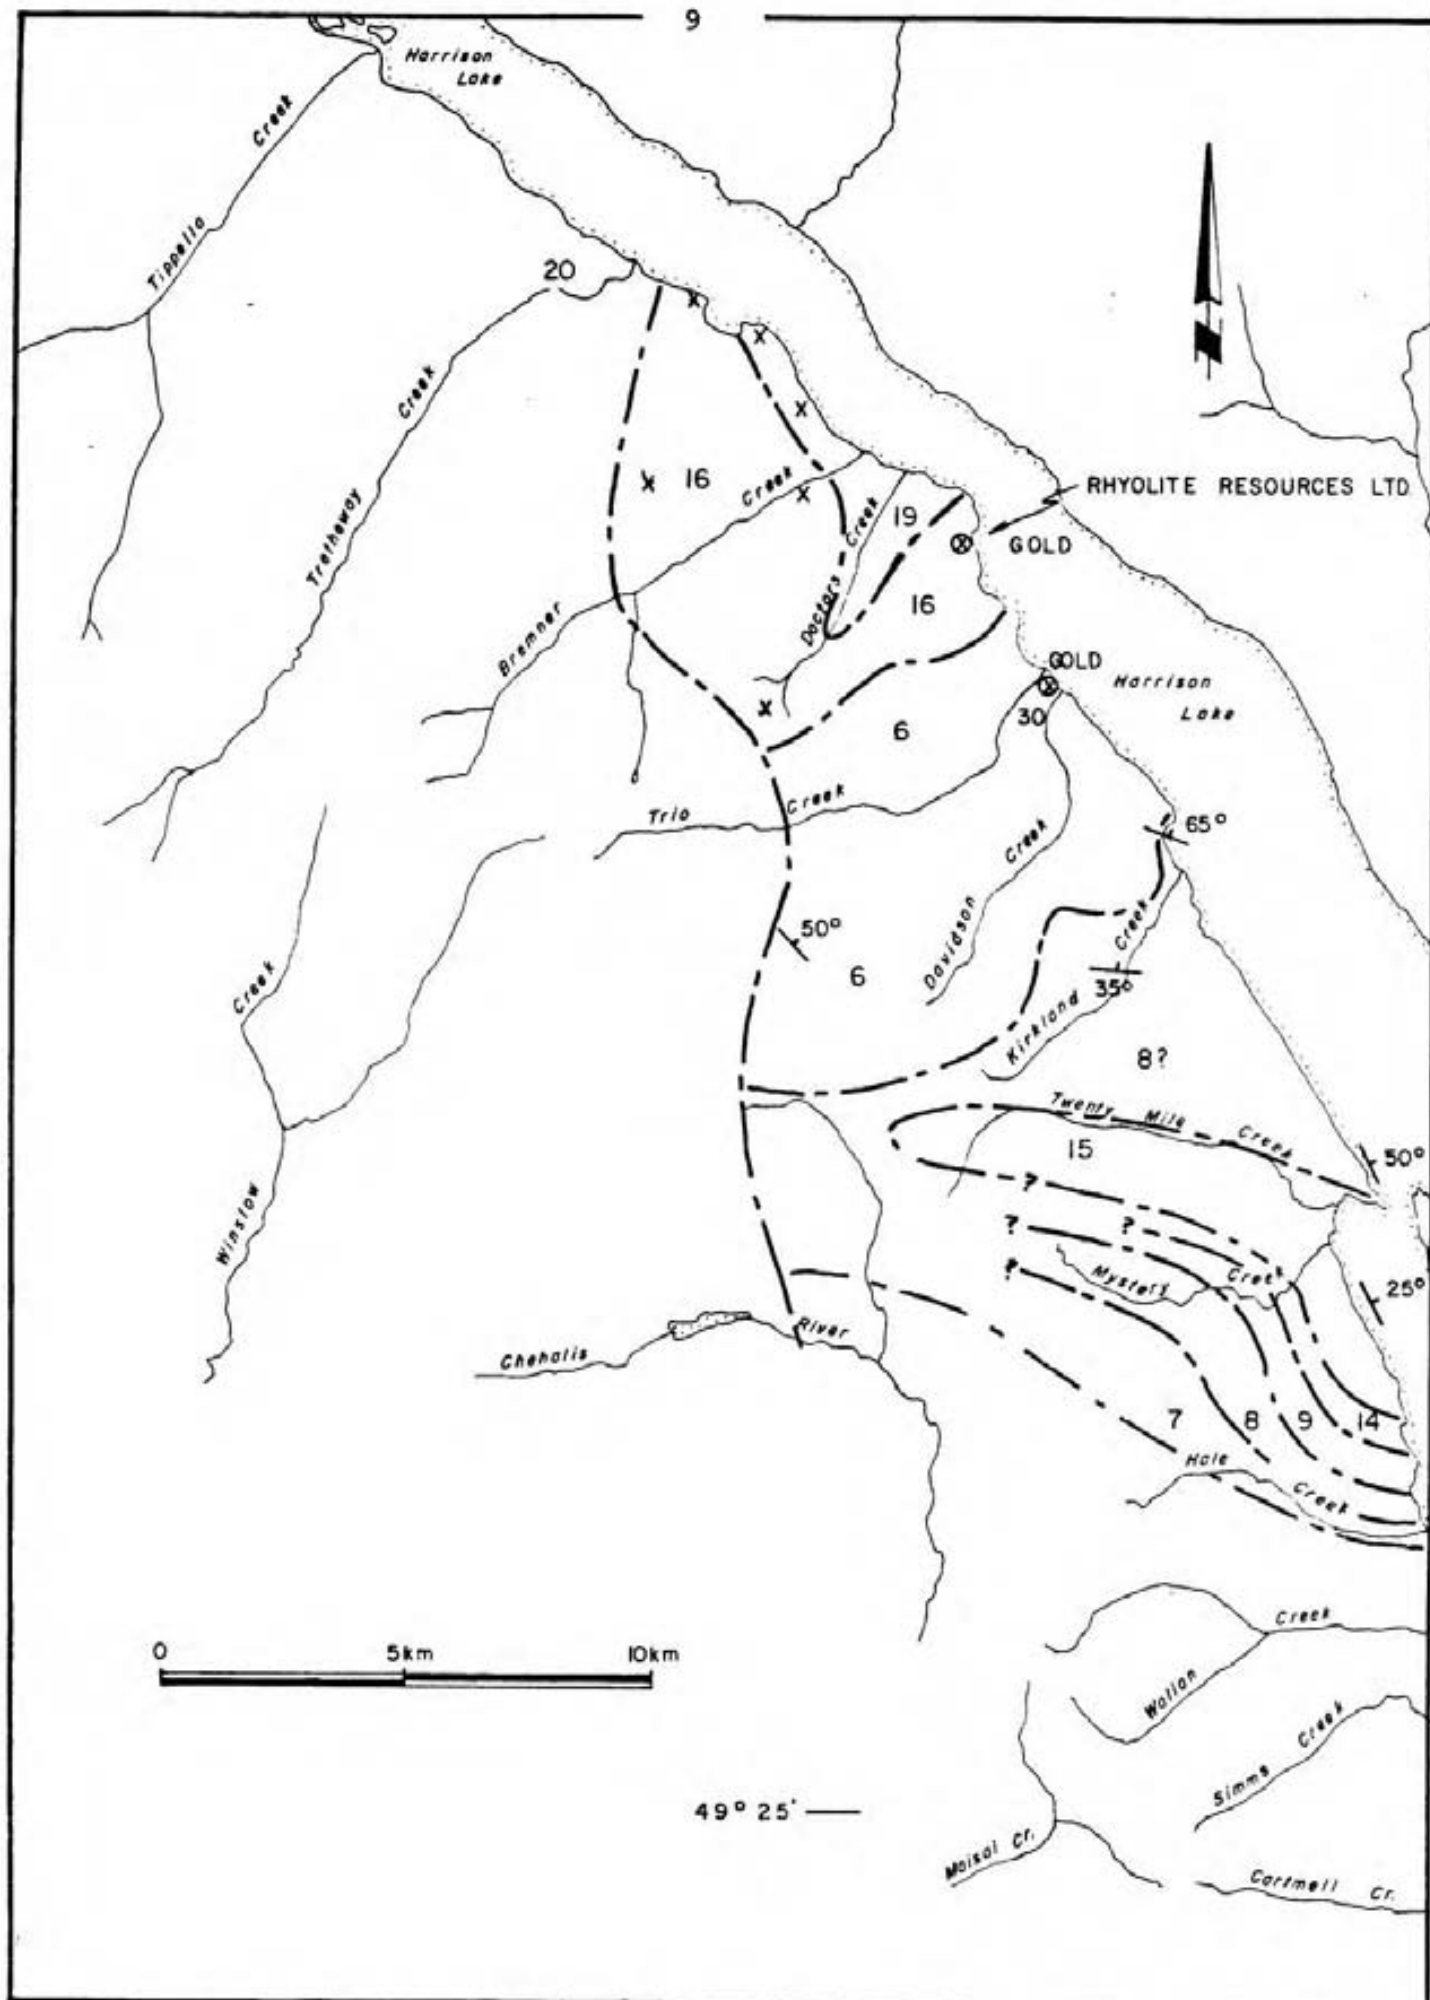 9
Harrison
Lake
Creek
Tippella
20
Creek
Tretheway
16
Creek
RHYOLITE RESOURCES LTD
19
Creek
GOLD
Doctors
16
Bremner
GOLD
Harrison
Lake
30
6
Trio Creek
65°
Creek
Davidson
50°
6
Creek
35°
Kirkland
Creek
8?
Twenty Mile Creek
15
50°
?
? ?
Winslow
?
Mystery Creek
25°
River
Chehalis
7 8 9 14
Hale
Creek
Creek
0 5km 10km
Walian
Simms Creek
49° 25'
Maisal Cr.
Cartmell Cr.